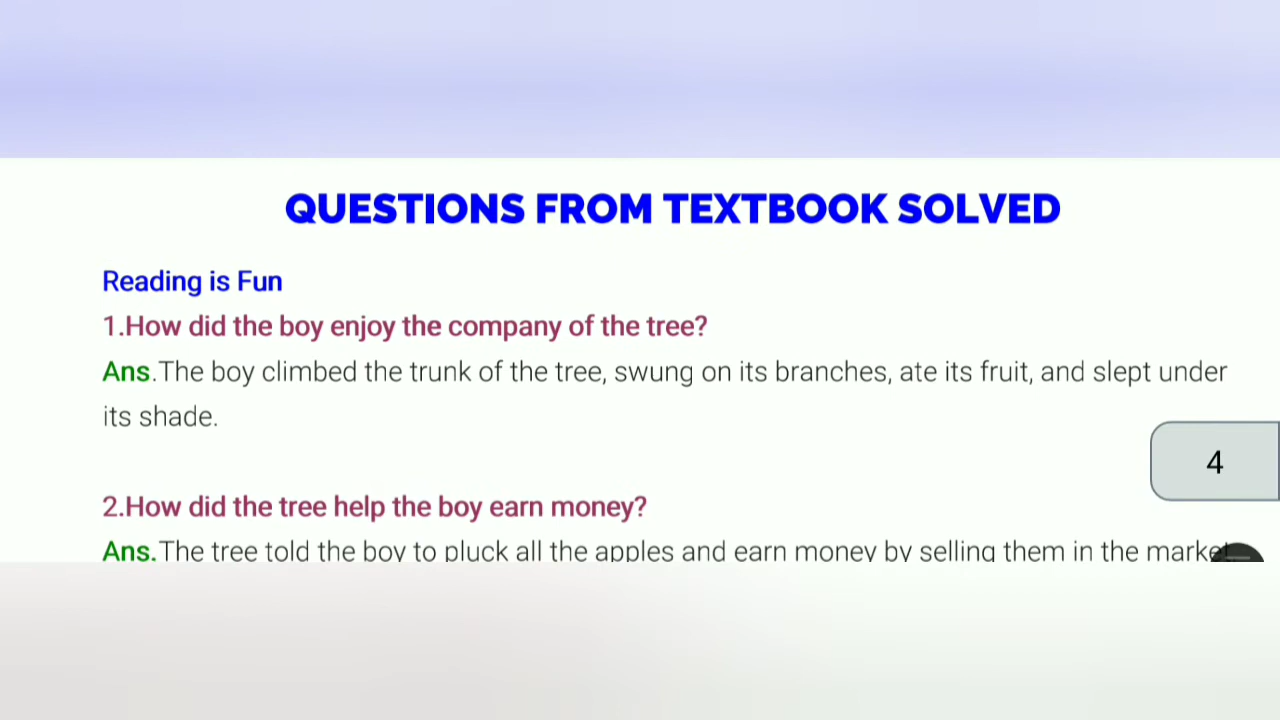 QUESTIONS FROM TEXTBOOK SOLVED
Reading is Fun
1.How did the boy enjoy the company of the tree?
Ans.The boy climbed the trunk of the tree, swung on its branches, ate its fruit, and slept under
its shade.
4
2.How did the tree help the boy earn money?
Ans.The tree told the boy to pluck all the apples and earn money by selling them in the market